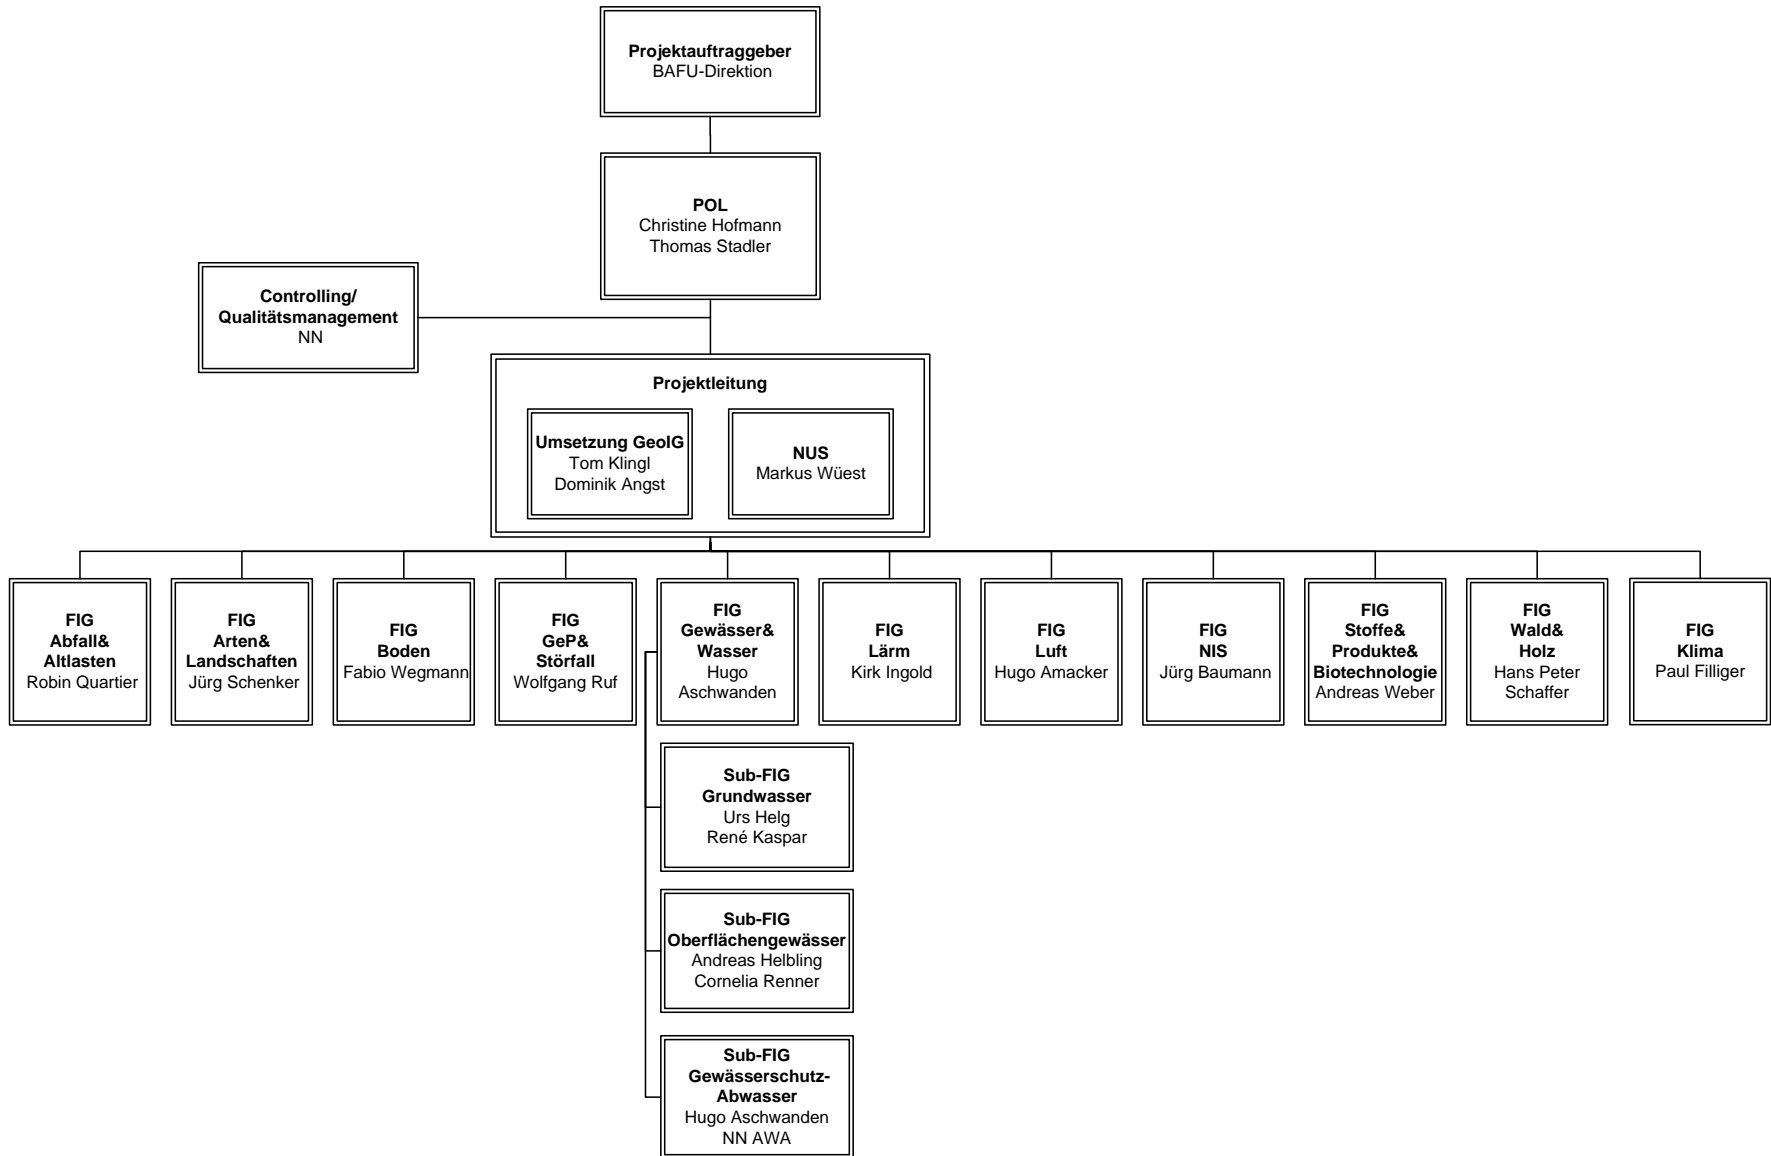 Projektauftraggeber
BAFU-Direktion
POL
Christine Hofmann
Thomas Stadler
Controlling/
Qualitätsmanagement
NN
Projektleitung
Umsetzung GeoIG
Tom Klingl
Dominik Angst
NUS
Markus Wüest
FIG
Abfall&
Altlasten
Robin Quartier
FIG
Arten&
Landschaften
Jürg Schenker
FIG
Boden
Fabio Wegmann
FIG
GeP&
Störfall
Wolfgang Ruf
FIG
Gewässer&
Wasser
Hugo
Aschwanden
FIG
Lärm
Kirk Ingold
FIG
Luft
Hugo Amacker
FIG
NIS
Jürg Baumann
FIG
Stoffe&
Produkte&
Biotechnologie
Andreas Weber
FIG
Wald&
Holz
Hans Peter
Schaffer
FIG
Klima
Paul Filliger
Sub-FIG
Grundwasser
Urs Helg
René Kaspar
Sub-FIG
Oberflächengewässer
Andreas Helbling
Cornelia Renner
Sub-FIG
Gewässerschutz-
Abwasser
Hugo Aschwanden
NN AWA